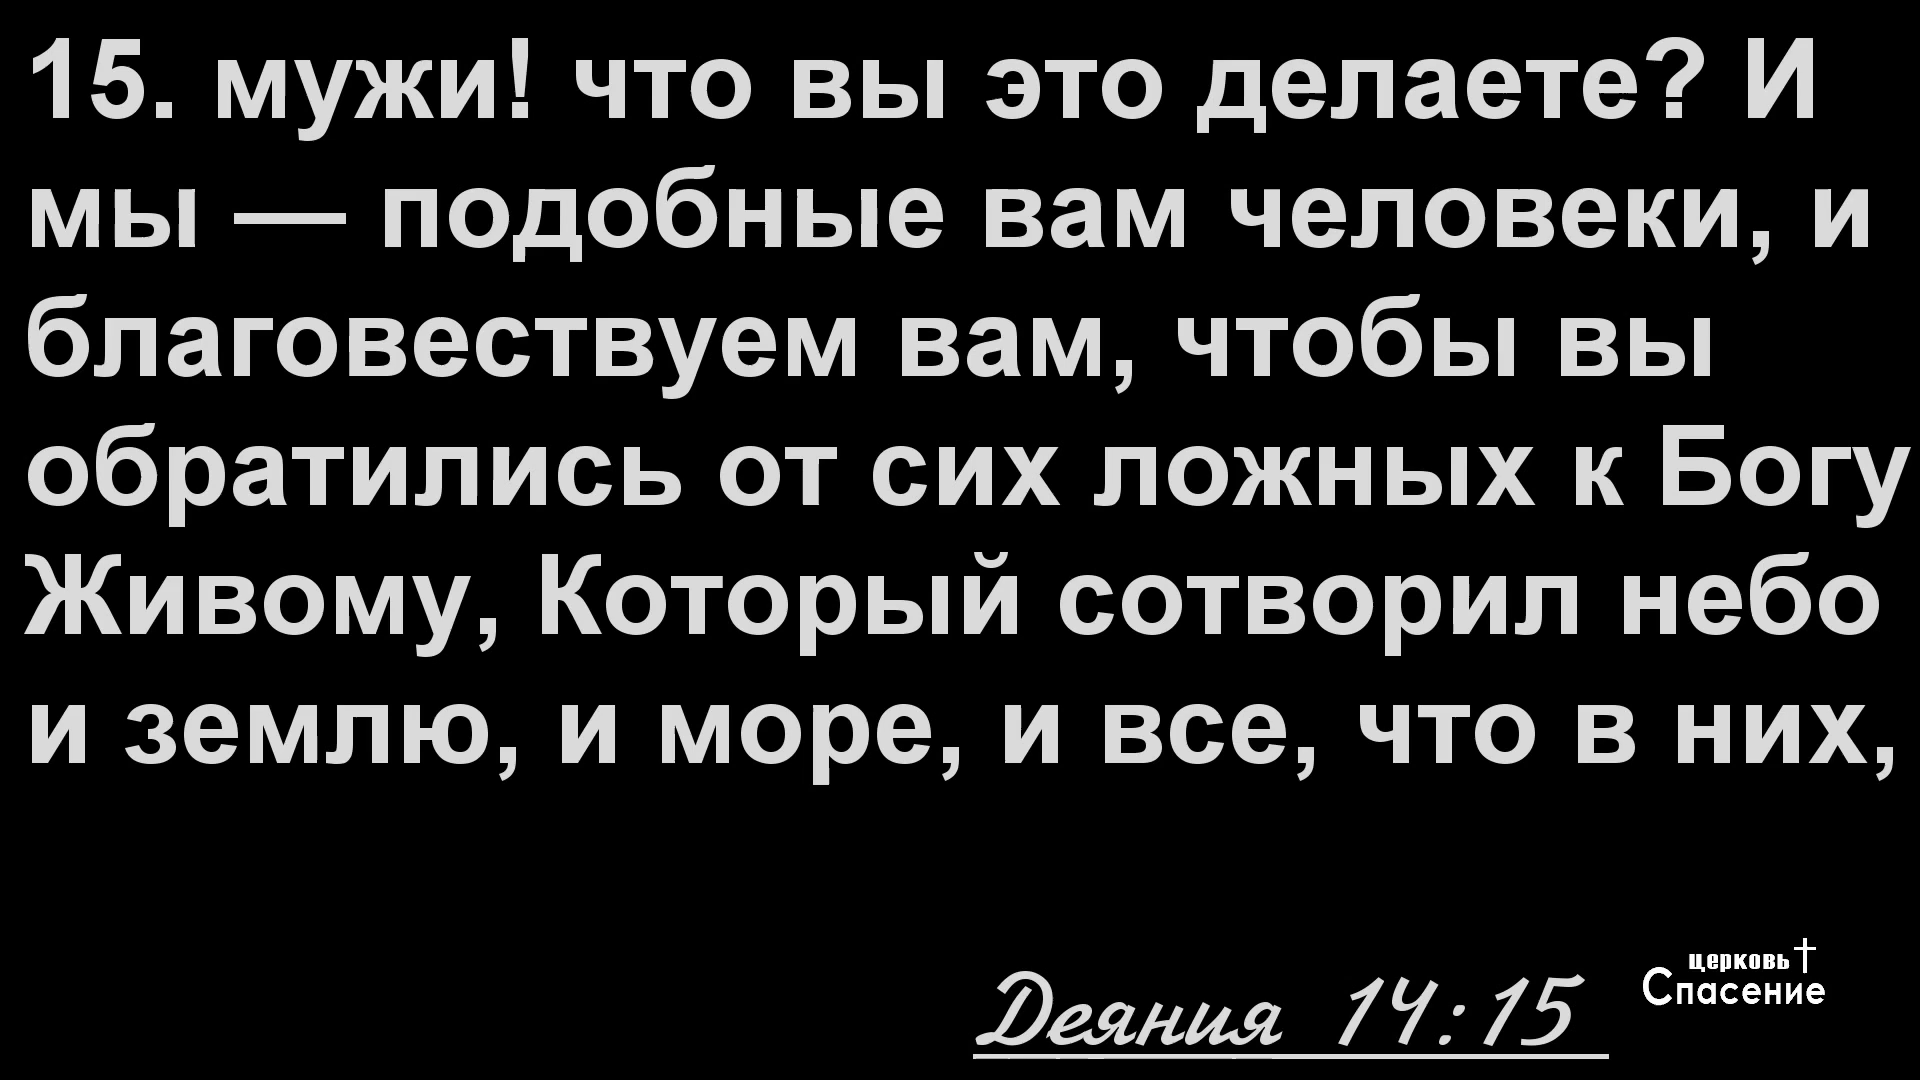 15. мужи! что вы это делаете? И
мы — подобные вам человеки, и
благовествуем вам, чтобы вы
обратились от сих ложных к Богу
Живому, Который сотворил небо
и землю, и море, и все, что в них,
Деяния 14:15
церковь
Спасение